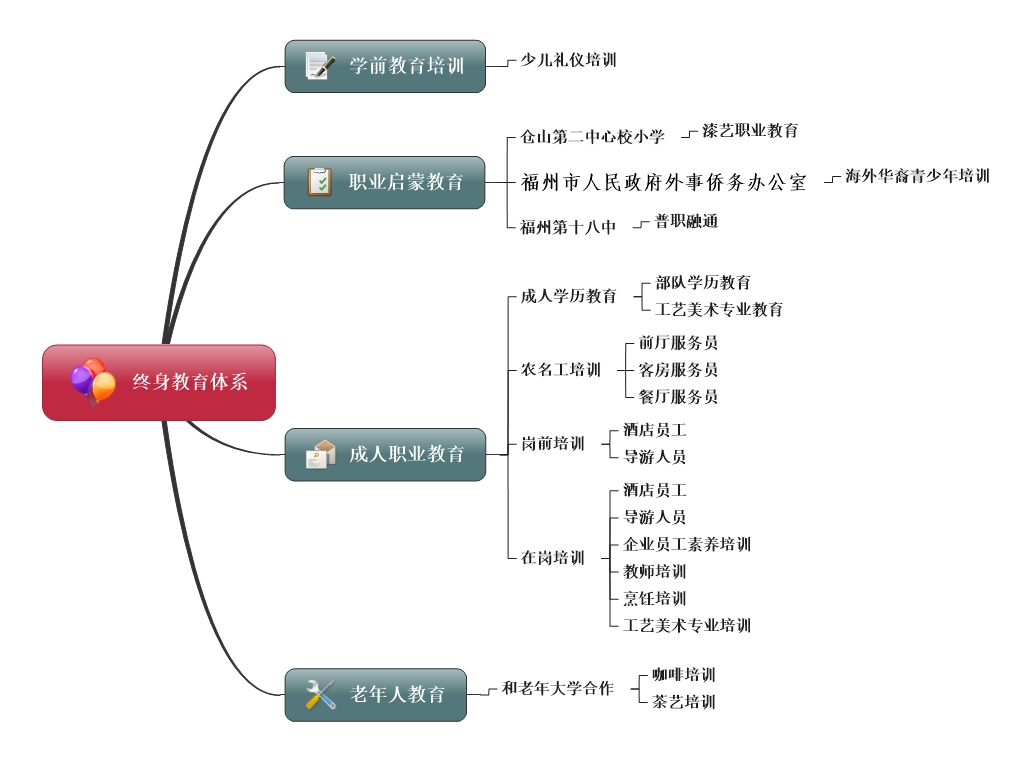 学前教育培训
少儿礼仪培训
职业启蒙教育
仓山第二中心校小学
漆艺职业教育
福州市人民政府外事侨务办公室
海外华裔青少年培训
福州第十八中
普职融通
终身教育体系
成人职业教育
成人学历教育
部队学历教育
工艺美术专业教育
农名工培训
前厅服务员
客房服务员
餐厅服务员
岗前培训
酒店员工
导游人员
在岗培训
酒店员工
导游人员
企业员工素养培训
教师培训
烹饪培训
工艺美术专业培训
老年人教育
和老年大学合作
咖啡培训
茶艺培训